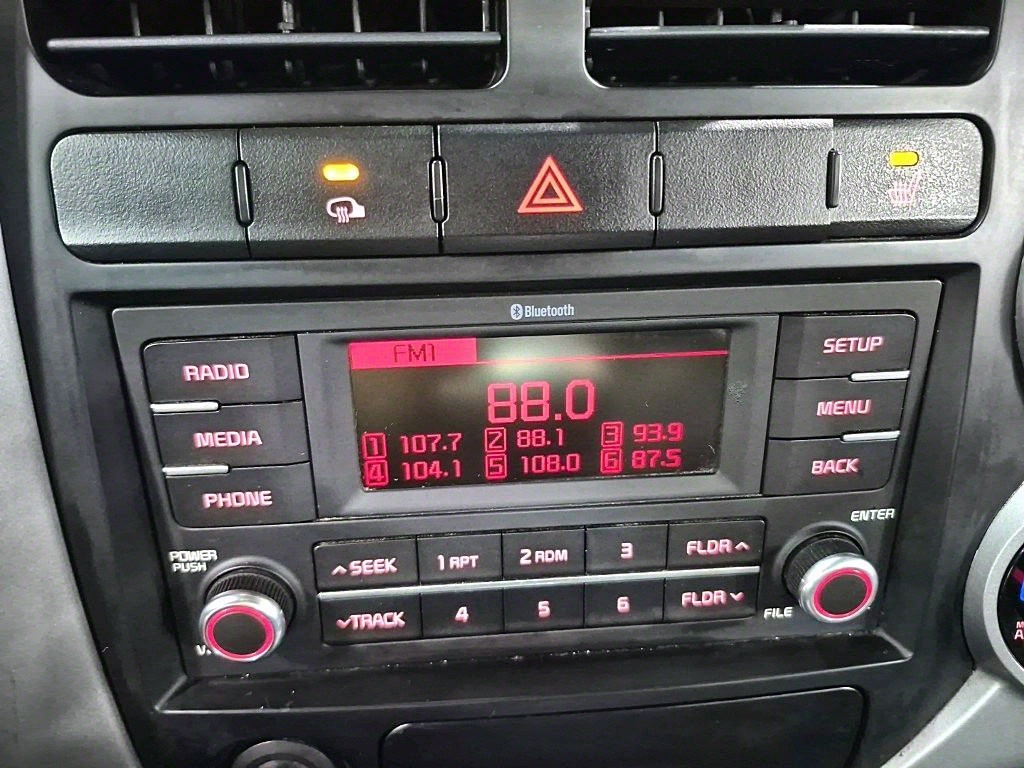 Bluetooth
RADIO
MEDIA
PHONE
FM1
88.0
1 107.7 2 88.1 3 93.9
4 104.1 5 108.0 6 87.5
SETUP
MENU
BACK
POWER
PUSH
SEEK 1 RPT 2 RDM 3 FLDR
TRACK 4 5 6 FLDR
ENTER
FILE